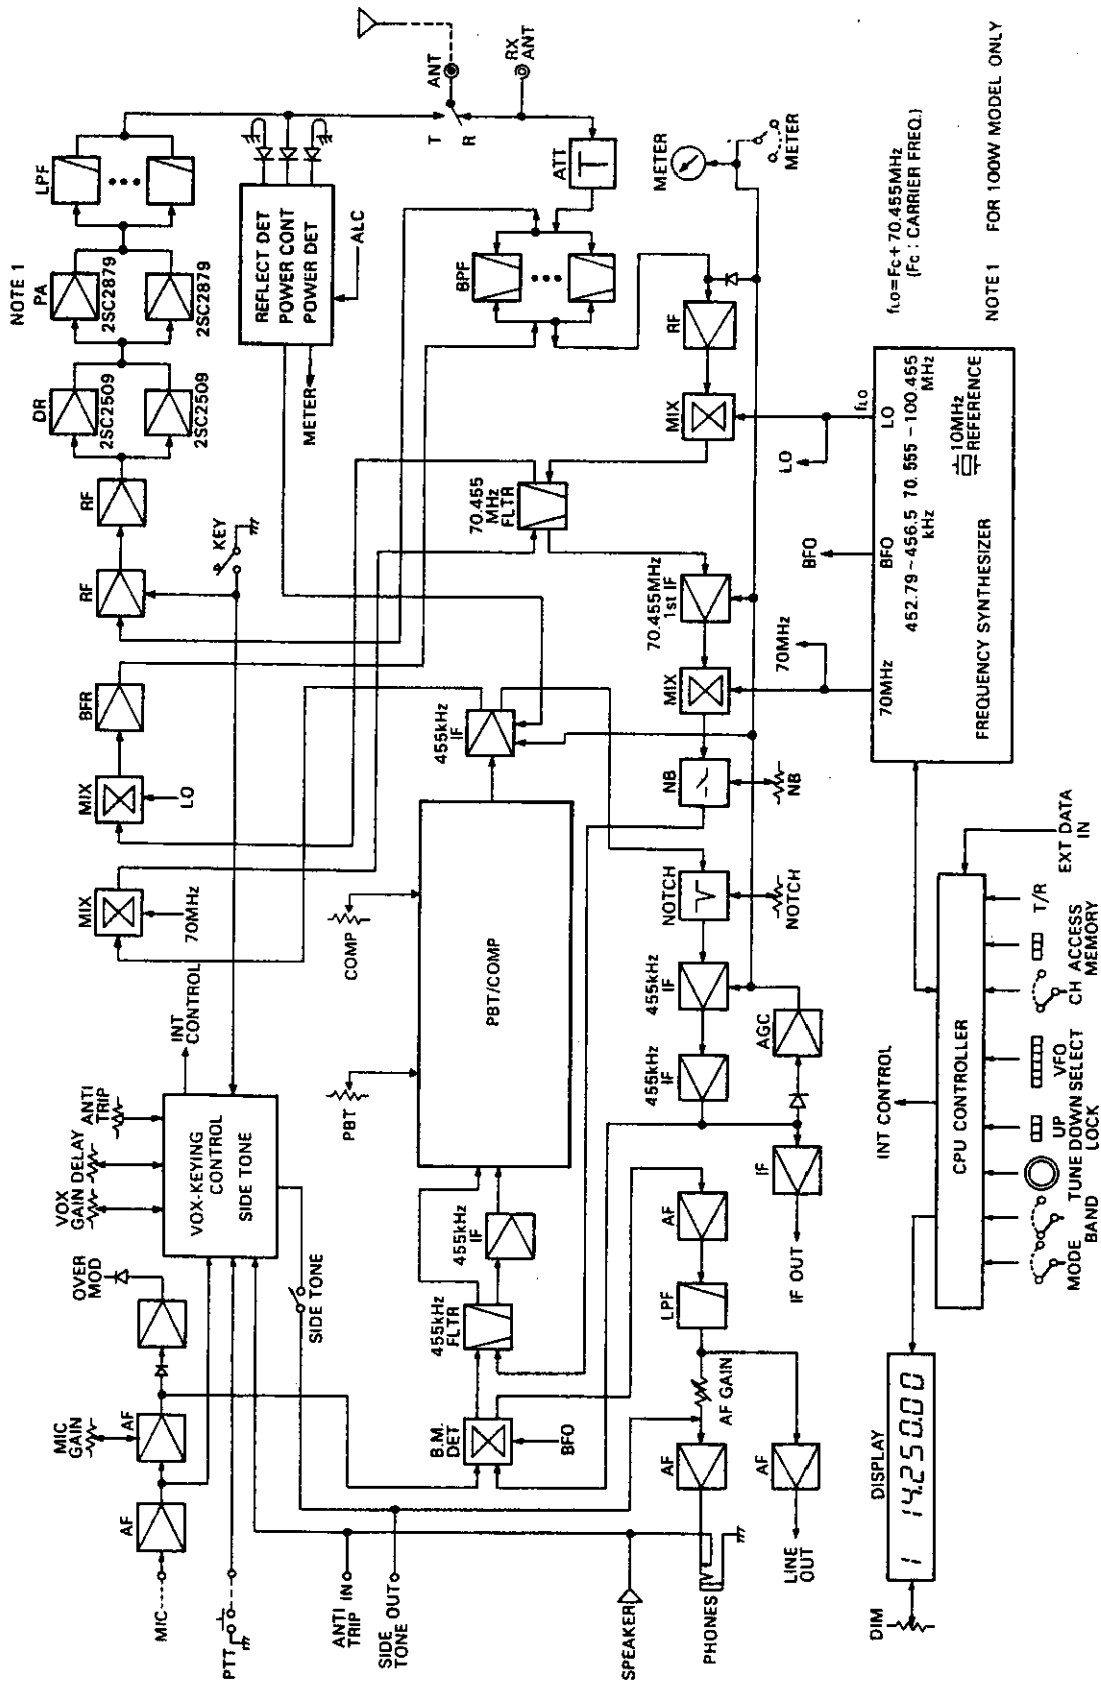 NOTE 1
MIC
AF
MIC
GAIN
AF
OVER
MOD
VOX
GAIN
DELAY
ANTI
TRIP
VOX-KEYING
CONTROL
SIDE TONE
INT
CONTROL
MIX
70MHz
MIX
LO
BFR
RF
KEY
RF
DR
2SC2509
2SC2509
PA
2SC2879
2SC2879
LPF
PTT
SIDE TONE
REFLECT DET
POWER CONT
POWER DET
METER
ALC
ANTI
TRIP
IN
SIDE
TONE
OUT
PBT
COMP
PBT/COMP
455kHz
IF
B.M.
DET
BFO
455kHz
FLTR
455kHz
IF
70.455
MHz
FLTR
BPF
ATT
T
R
ANT
RX
ANT
SPEAKER
PHONES
AF
AF GAIN
LPF
AF
455kHz
IF
455kHz
IF
NOTCH
NOTCH
NB
NB
MIX
70.455MHz
1st IF
MIX
RF
METER
METER
LINE
OUT
AF
IF OUT
IF
AGC
70MHz
BFO
LO
INT CONTROL
70MHz
BFO
LO
fLO
452.79~456.5
kHz
70.555-100.455
MHz
10MHz
REFERENCE
FREQUENCY SYNTHESIZER
fLO=Fc+70.455MHz
(Fc : CARRIER FREQ.)
NOTE 1 FOR 100W MODEL ONLY
DISPLAY
1 14.250.00
DIM
CPU CONTROLLER
MODE
BAND
TUNE
UP
DOWN
LOCK
VFO
SELECT
CH
ACCESS
MEMORY
T/R
EXT DATA
IN